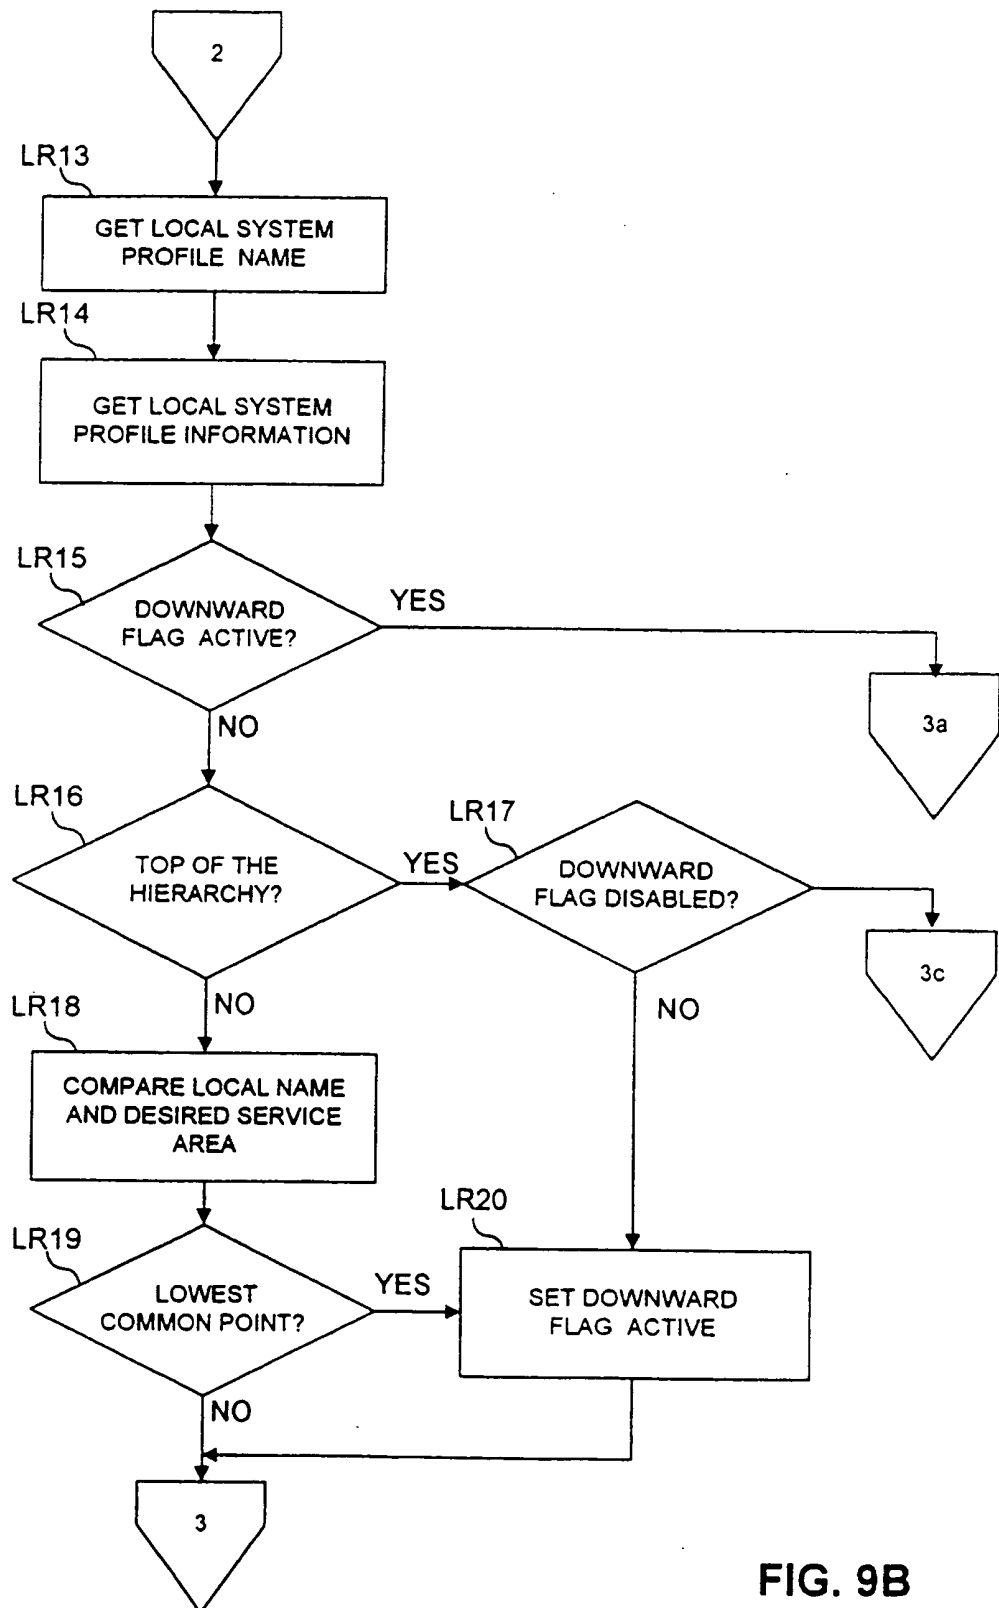 2
LR13
GET LOCAL SYSTEM
PROFILE NAME
LR14
GET LOCAL SYSTEM
PROFILE INFORMATION
LR15
DOWNWARD
FLAG ACTIVE?
YES
3a
NO
LR16
TOP OF THE
HIERARCHY?
YES
LR17
DOWNWARD
FLAG DISABLED?
3c
NO
NO
LR18
COMPARE LOCAL NAME
AND DESIRED SERVICE
AREA
LR19
LOWEST
COMMON POINT?
YES
LR20
SET DOWNWARD
FLAG ACTIVE
NO
3
FIG. 9B